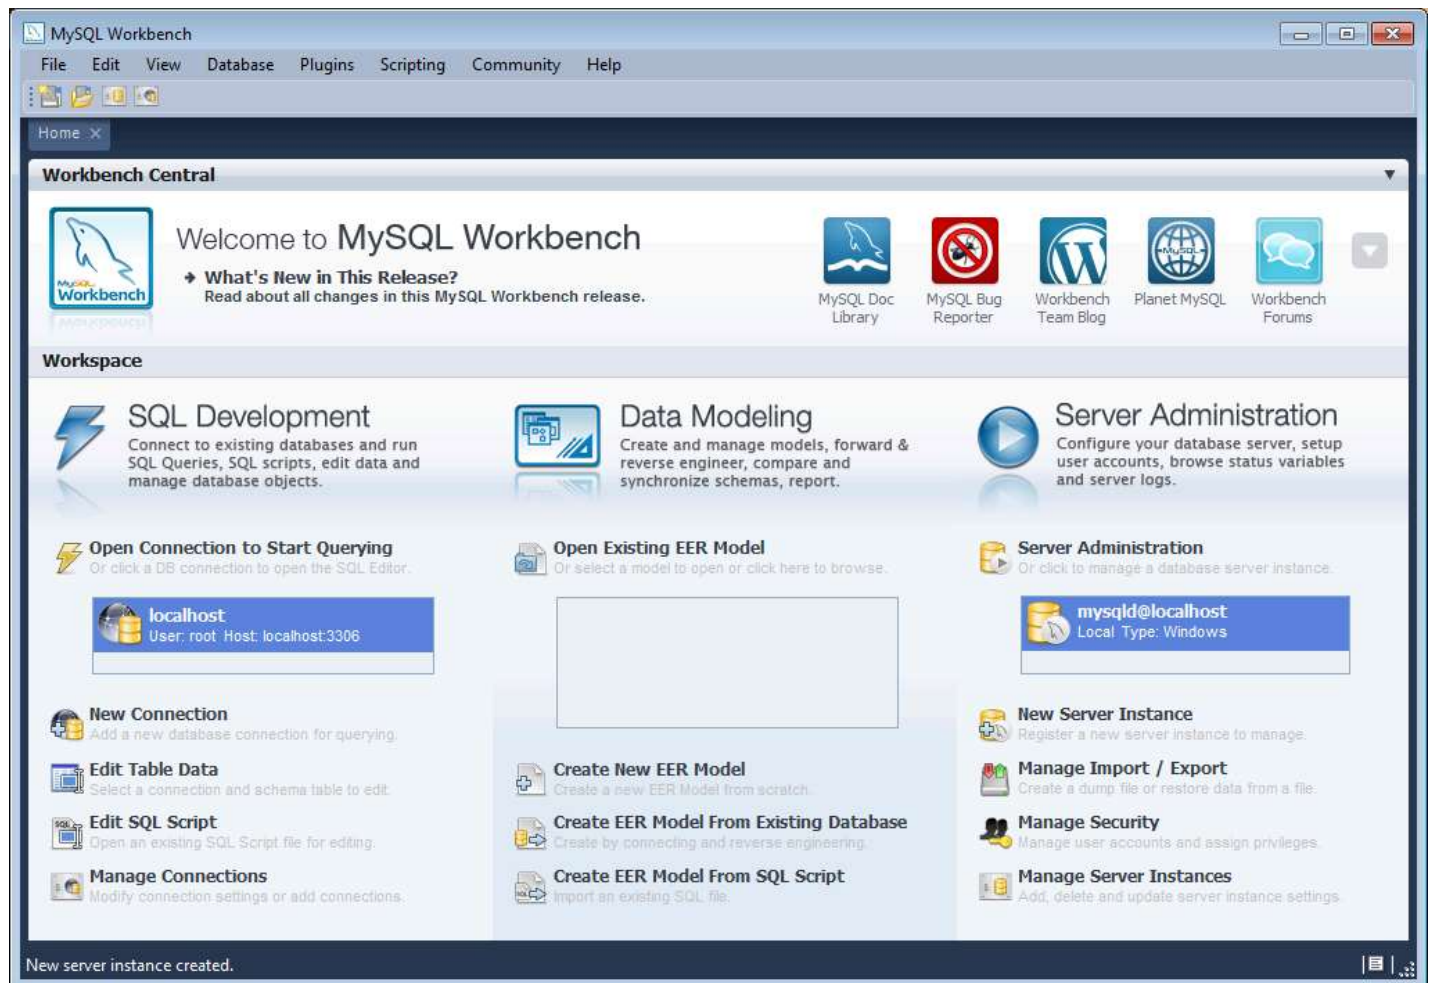 MySQL Workbench
File Edit View Database Plugins Scripting Community Help
Home
Workbench Central
MySQL
Workbench
Welcome to MySQL Workbench
What's New in This Release?
Read about all changes in this MySQL Workbench release.
MySQL
MySQL Doc
Library
MySQL Bug
Reporter
Workbench
Team Blog
Planet MySQL
Workbench
Forums
Workspace
SQL Development
Connect to existing databases and run
SQL Queries, SQL scripts, edit data and
manage database objects.
Data Modeling
Create and manage models, forward &
reverse engineer, compare and
synchronize schemas, report.
Server Administration
Configure your database server, setup
user accounts, browse status variables
and server logs.
Open Connection to Start Querying
Or click a DB connection to open the SQL Editor.
localhost
User: root Host: localhost:3306
New Connection
Add a new database connection for querying.
Edit Table Data
Select a connection and schema table to edit.
SQL
Edit SQL Script
Open an existing SQL Script file for editing.
Manage Connections
Modify connection settings or add connections.
Open Existing EER Model
Or select a model to open or click here to browse.
Create New EER Model
Create a new EER Model from scratch.
Create EER Model From Existing Database
Create by connecting and reverse engineering.
SQL
Create EER Model From SQL Script
Import an existing SQL file.
Server Administration
Or click to manage a database server instance.
mysqld@localhost
Local Type: Windows
New Server Instance
Register a new server instance to manage.
Manage Import / Export
Create a dump file or restore data from a file.
Manage Security
Manage user accounts and assign privileges.
Manage Server Instances
Add, delete and update server instance settings.
New server instance created.